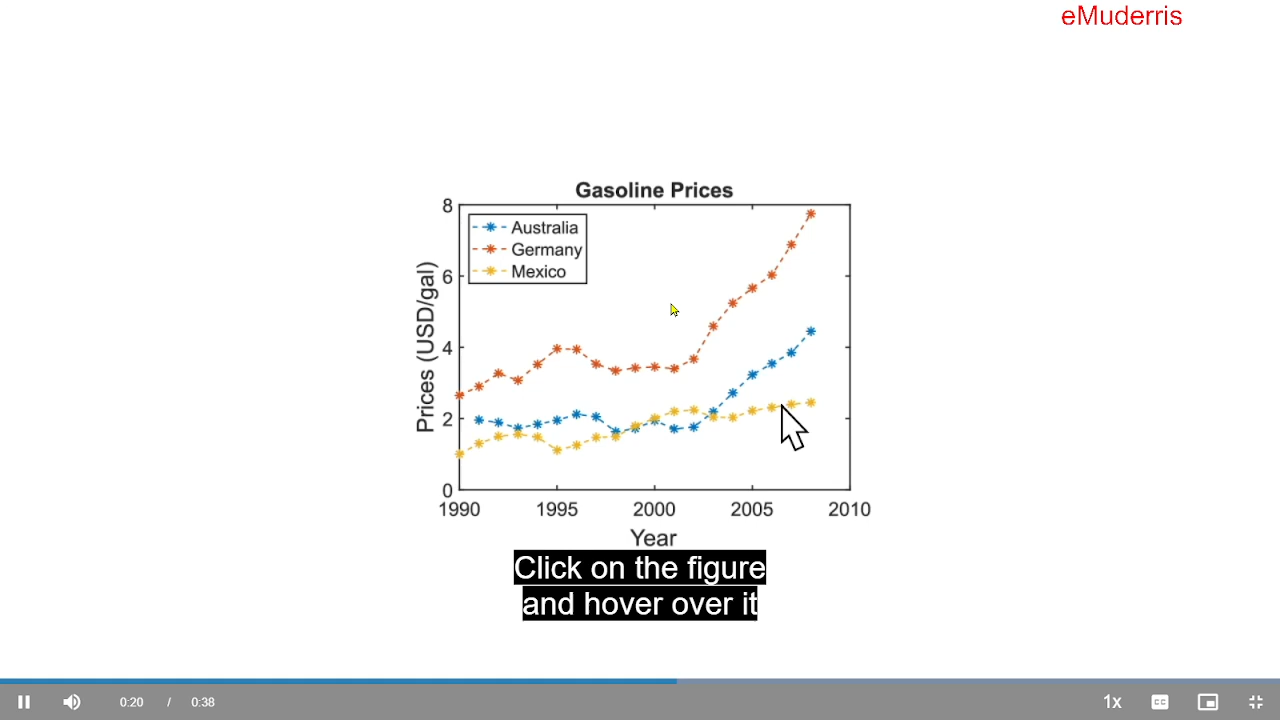 eMuderris
Gasoline Prices
8
6
4
2
0
Prices (USD/gal)
Australia
Germany
Mexico
1990 1995 2000 2005 2010
Year
Click on the figure
and hover over it
0:20 / 0:38 1x CC